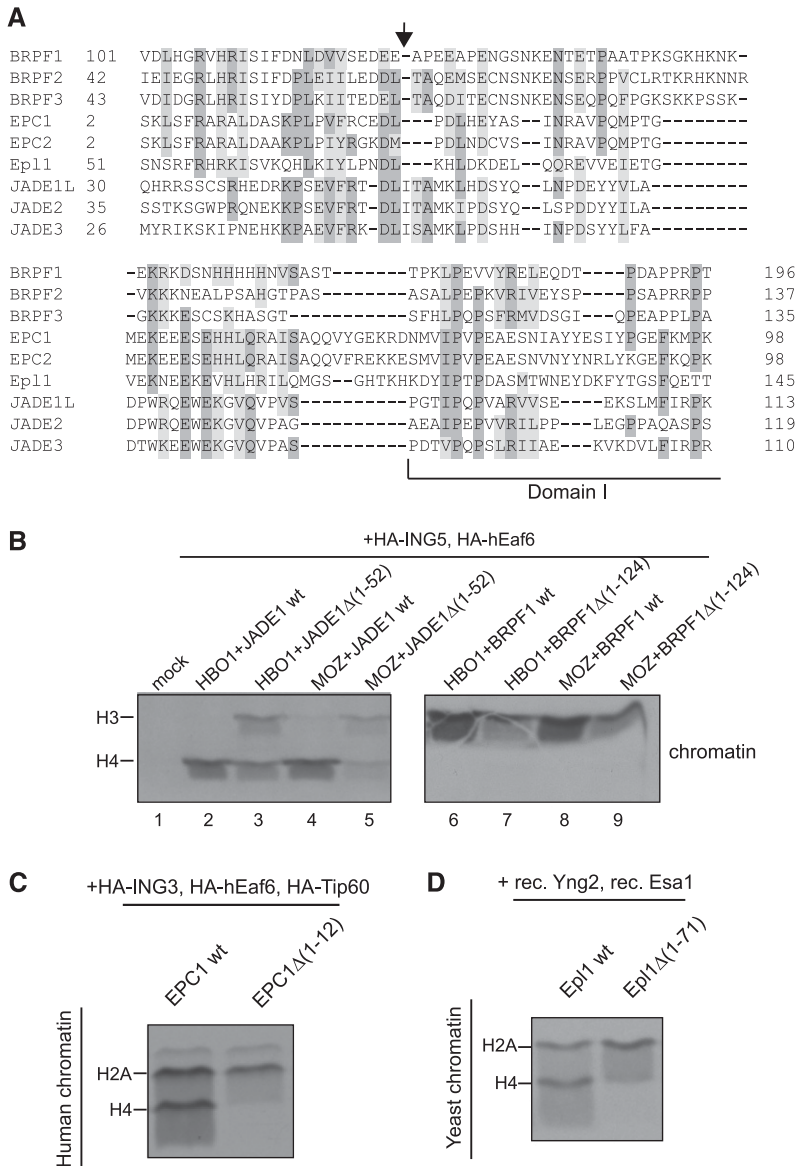 A
BRPF1 101 VDLHGRVHRISIFDNLDVVSEDEE-APEEAPENGSNKENTETPAATPKSGKHKNK-
BRPF2 42 IEIEGRLHRISIFDPLEIILEDDL-TAQEMSECNSNKENSERPPVCLRTKRHKNNR
BRPF3 43 VDIDGRLHRISIYDPLKIITEDEL-TAQDITECNSNKENSEQPQFPGKSKKPSSK-
EPC1 2 SKLSFRARALDASKPLPVFRCEDL--PDLHEYAS--INRAVPQMPTG---------
EPC2 2 SKLSFRARALDAAKPLPIYRGKDM--PDLNDCVS--INRAVPQMPTG---------
Epl1 51 SNSRFRHRKISVKQHLKIYLPNDL--KHLDKDEL--QQREVVEIETG---------
JADE1L 30 QHRRSSCSRHEDRKPSEVFRT-DLITAMKLHDSYQ--LNPDEYYVLA---------
JADE2 35 SSTKSGWPRQNEKKPSEVFRT-DLITAMKIPDSYQ--LSPDDYYILA---------
JADE3 26 MYRIKSKIPNEHKKPAEVFRK-DLISAMKLPDSHH--INPDSYYLFA---------
BRPF1 -EKRKDSNHHHHHNVSAST-------TPKLPEVVYRELEQDT----PDAPPRPT 196
BRPF2 -VKKKNEALPSAHGTPAS--------ASALPEPKVRIVEYSP----PSAPPRRP 137
BRPF3 -GKKKESCSKHASGT-----------SFHLPQPSFRMVDSGI---QPEAPPLPA 135
EPC1 MEKEEESEHHLQRAISAQQVYGEKRDNMVIPVPEAESNIAYYESIYPGEFKMPK 98
EPC2 MEKEEESEHHLQRAISAQQVFREKKESMVIPVPEAESNVNYYNRLYKGEFKQPK 98
Epl1 VEKNEEKEVHLHRILQMGS--GHTKHKDYIPTPDASMTWNEYDKFYTGSFQETT 145
JADE1L DPWRQEWEKGVQVPVS----------PGTIPQPVARVVSE---EKSLMFIRPK 113
JADE2 DPWRQEWEKGVQVPAG----------AEAIPEPVVRILPP---LEGPPAQASPS 119
JADE3 DTWKEEWEKGVQVPAS----------PDTVPQPSLRIIAE---KVKDVLFIRPR 110
Domain I
B
+HA-ING5, HA-hEaf6
mock
HBO1+JADE1 wt
HBO1+JADE1Δ(1-52)
MOZ+JADE1 wt
MOZ+JADE1Δ(1-52)
HBO1+BRPF1 wt
HBO1+BRPF1Δ(1-124)
MOZ+BRPF1 wt
MOZ+BRPF1Δ(1-124)
H3
H4
chromatin
1 2 3 4 5 6 7 8 9
C
+HA-ING3, HA-hEaf6, HA-Tip60
EPC1 wt
EPC1Δ(1-12)
Human chromatin
H2A
H4
D
+ rec. Yng2, rec. Esa1
Epl1 wt
Epl1Δ(1-71)
Yeast chromatin
H2A
H4